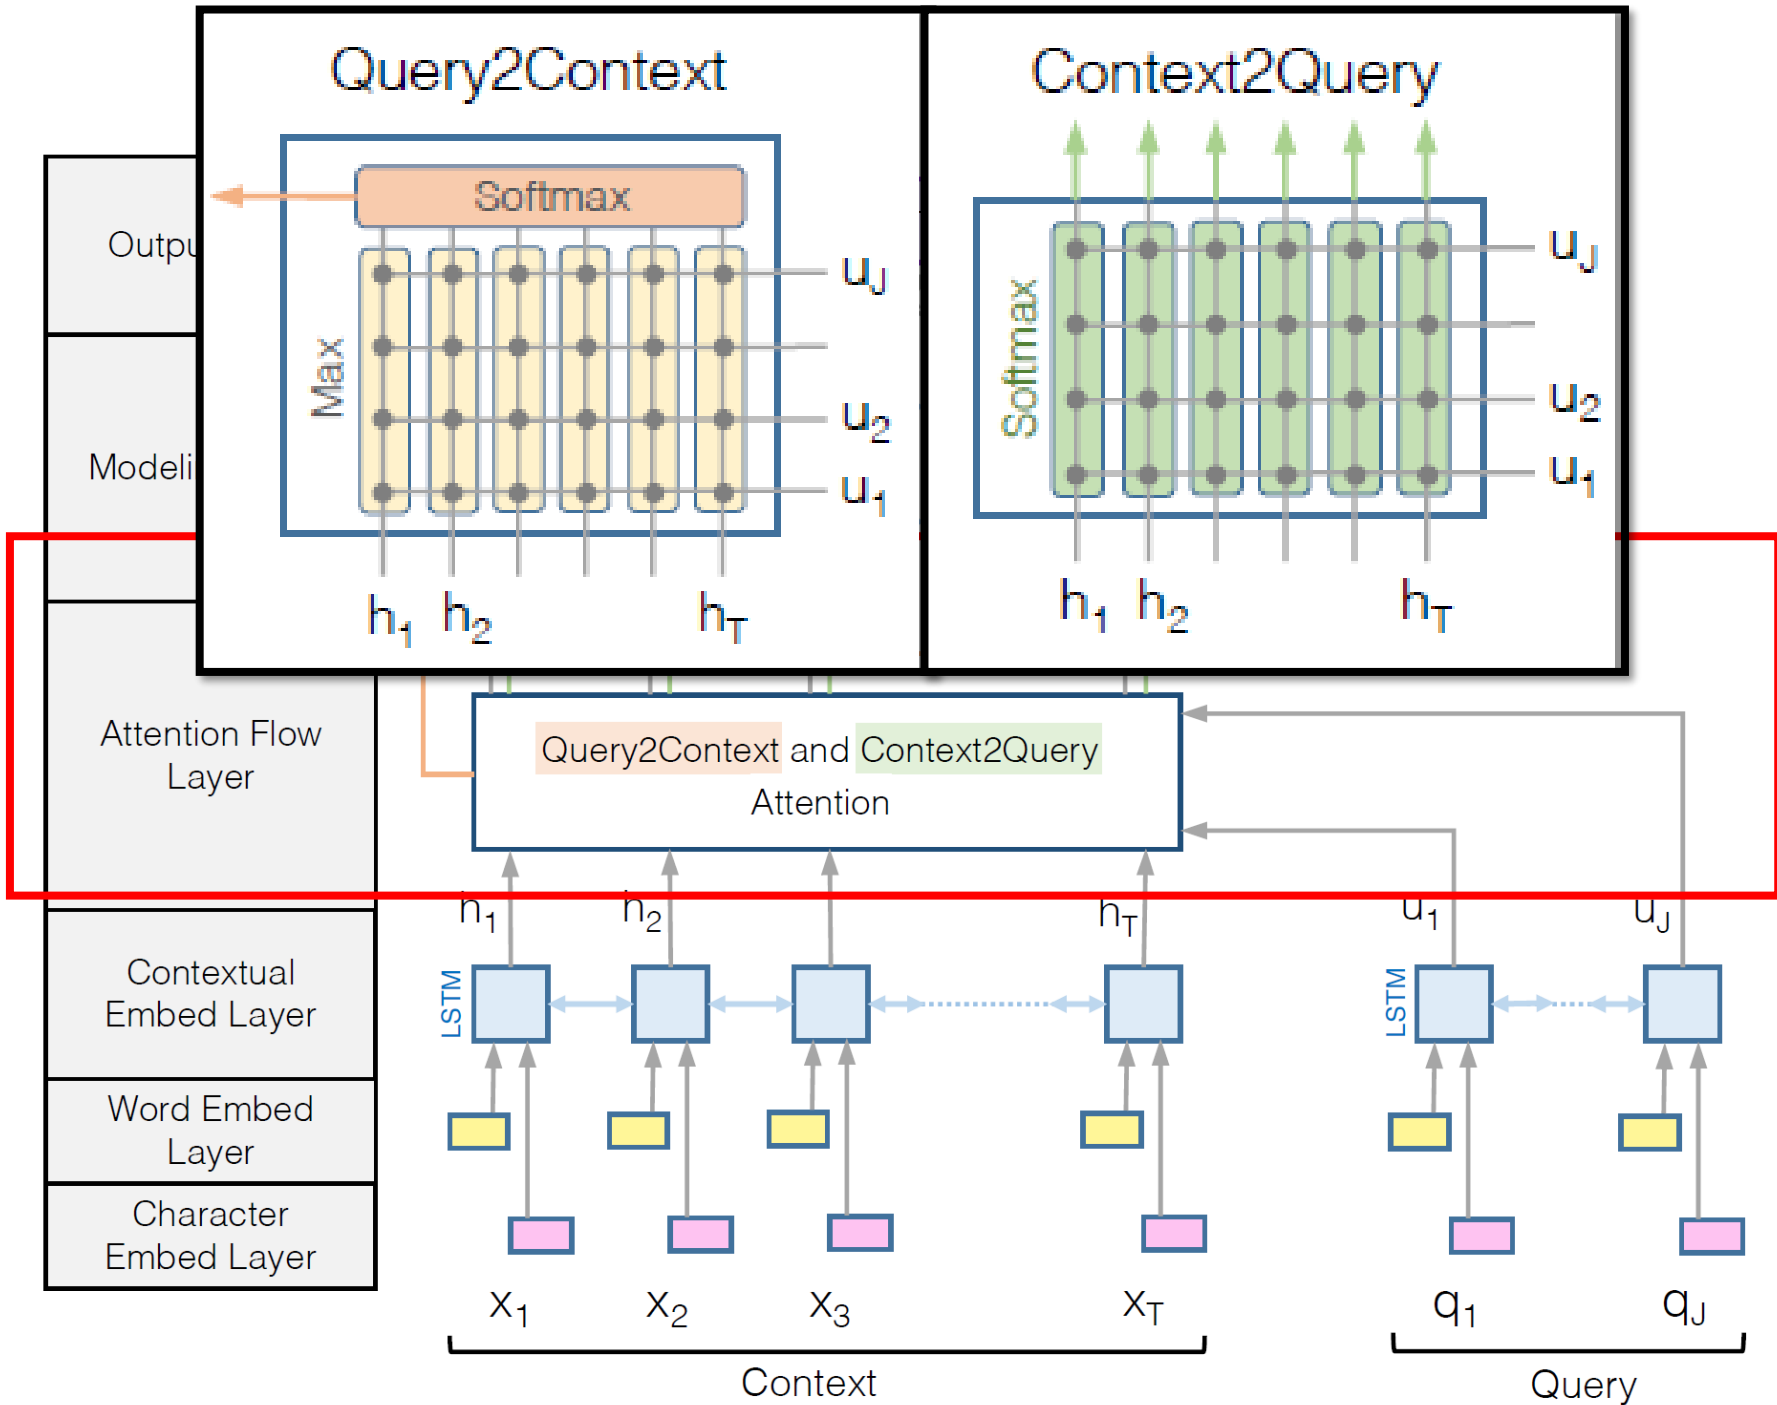 Query2Context
Softmax
Max
uJ
u2
u1
h1 h2 hT
Context2Query
Softmax
uJ
u2
u1
h1 h2 hT
Outpu
Modeli
Attention Flow
Layer
Query2Context and Context2Query
Attention
h1 h2 hT u1 uJ
Contextual
Embed Layer
LSTM
LSTM
Word Embed
Layer
Character
Embed Layer
x1 x2 x3 xT q1 qJ
Context
Query